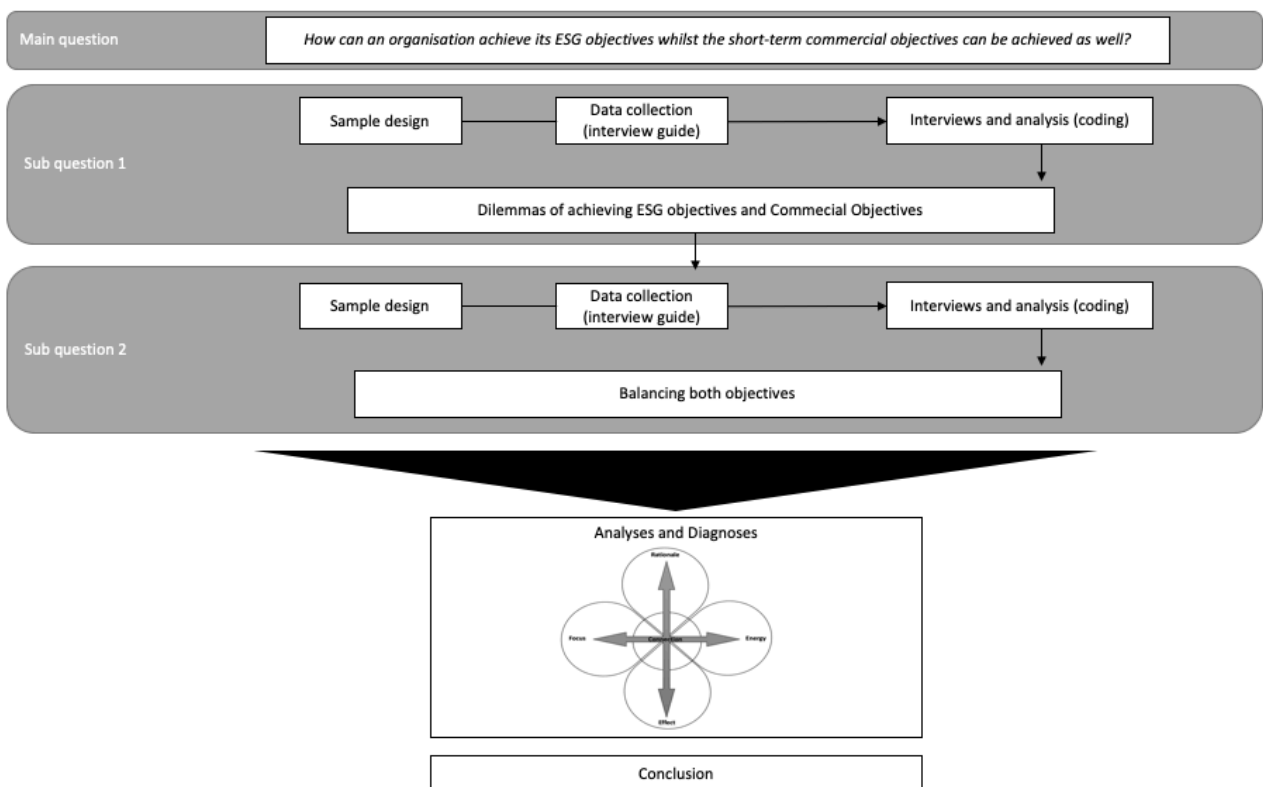 Main question
How can an organisation achieve its ESG objectives whilst the short-term commercial objectives can be achieved as well?
Sub question 1
Sample design
Data collection
(interview guide)
Interviews and analysis (coding)
Dilemmas of achieving ESG objectives and Commecial Objectives
Sub question 2
Sample design
Data collection
(interview guide)
Interviews and analysis (coding)
Balancing both objectives
Analyses and Diagnoses
Rationale
Focus
Connection
Energy
Effect
Conclusion